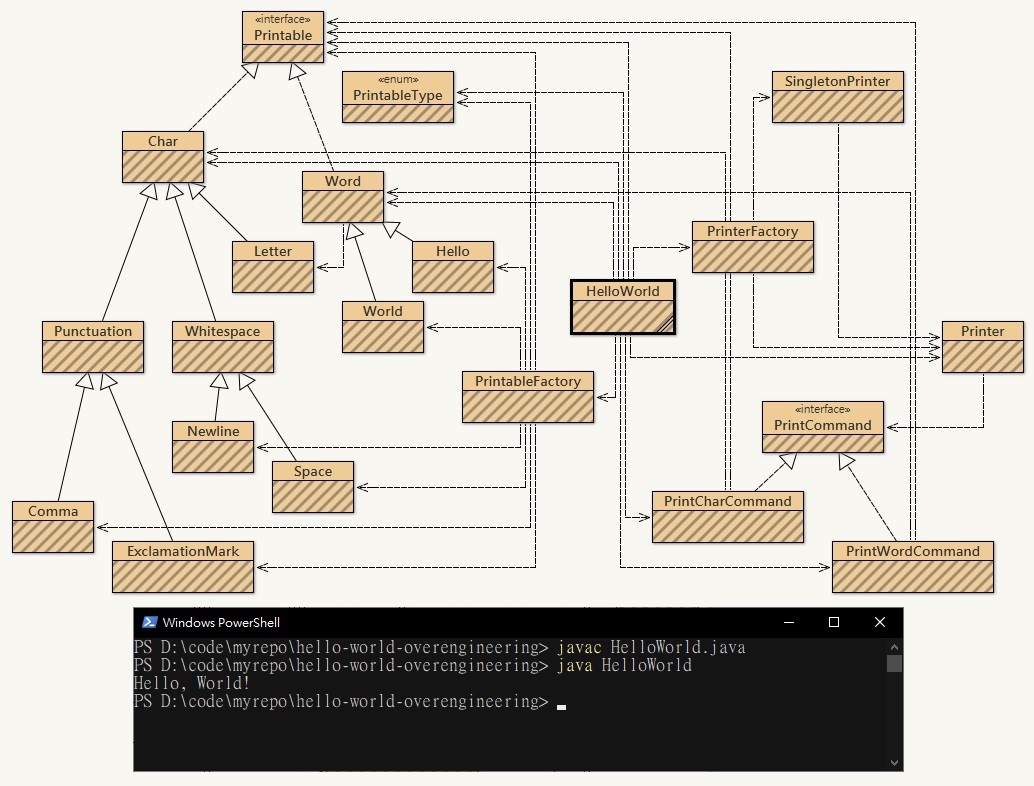 «interface»
Printable
«enum»
PrintableType
SingletonPrinter
Char
Word
PrinterFactory
Letter
Hello
HelloWorld
World
Punctuation
Whitespace
Printer
PrintableFactory
«interface»
PrintCommand
Newline
Space
PrintCharCommand
Comma
ExclamationMark
PrintWordCommand
Windows PowerShell
PS D:\code\myrepo\hello-world-overengineering> javac HelloWorld.java
PS D:\code\myrepo\hello-world-overengineering> java HelloWorld
Hello, World!
PS D:\code\myrepo\hello-world-overengineering>